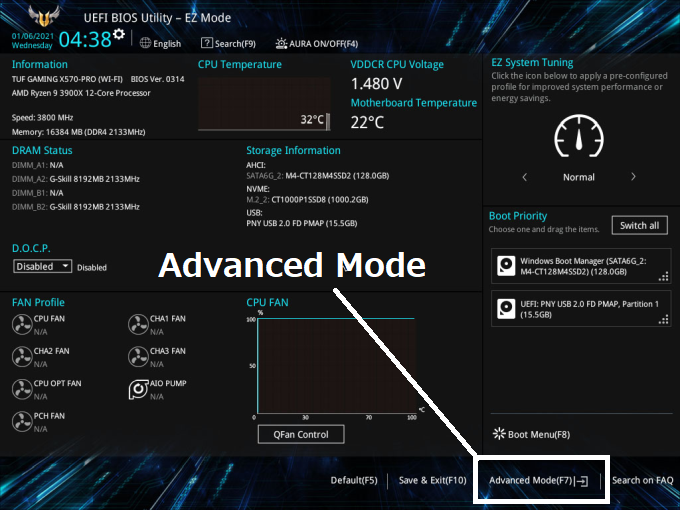 UEFI BIOS Utility – EZ Mode
01/06/2021
Wednesday
04:38
English
Search(F9)
AURA ON/OFF(F4)
Information
TUF GAMING X570-PRO (WI-FI) BIOS Ver. 0314
AMD Ryzen 9 3900X 12-Core Processor
Speed: 3800 MHz
Memory: 16384 MB (DDR4 2133MHz)
CPU Temperature
32°C
VDDCR CPU Voltage
1.480 V
Motherboard Temperature
22°C
EZ System Tuning
Click the icon below to apply a pre-configured
profile for improved system performance or
energy savings.
Normal
DRAM Status
DIMM_A1: N/A
DIMM_A2: G-Skill 8192MB 2133MHz
DIMM_B1: N/A
DIMM_B2: G-Skill 8192MB 2133MHz
Storage Information
AHCI:
SATA6G_2: M4-CT128M4SSD2 (128.0GB)
NVME:
M.2_2: CT1000P1SSD8 (1000.2GB)
USB:
PNY USB 2.0 FD PMAP (15.5GB)
Boot Priority
Choose one and drag the items.
Switch all
Windows Boot Manager (SATA6G_2:
M4-CT128M4SSD2) (128.0GB)
UEFI: PNY USB 2.0 FD PMAP, Partition 1
(15.5GB)
D.O.C.P.
Disabled
Disabled
Advanced Mode
FAN Profile
CPU FAN
N/A
CHA1 FAN
N/A
CHA2 FAN
N/A
CHA3 FAN
N/A
CPU OPT FAN
N/A
AIO PUMP
N/A
PCH FAN
N/A
CPU FAN
%
100
50
0
30
70
100
°C
QFan Control
Boot Menu(F8)
Default(F5)
Save & Exit(F10)
Advanced Mode(F7)
Search on FAQ